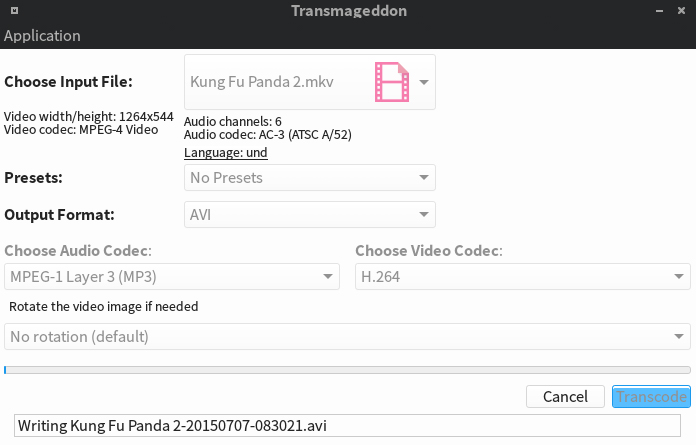 Transmageddon
Application
Choose Input File:
Kung Fu Panda 2.mkv
Video width/height: 1264x544
Video codec: MPEG-4 Video
Audio channels: 6
Audio codec: AC-3 (ATSC A/52)
Language: und
Presets:
No Presets
Output Format:
AVI
Choose Audio Codec:
Choose Video Codec:
MPEG-1 Layer 3 (MP3)
H.264
Rotate the video image if needed
No rotation (default)
Cancel
Transcode
Writing Kung Fu Panda 2-20150707-083021.avi